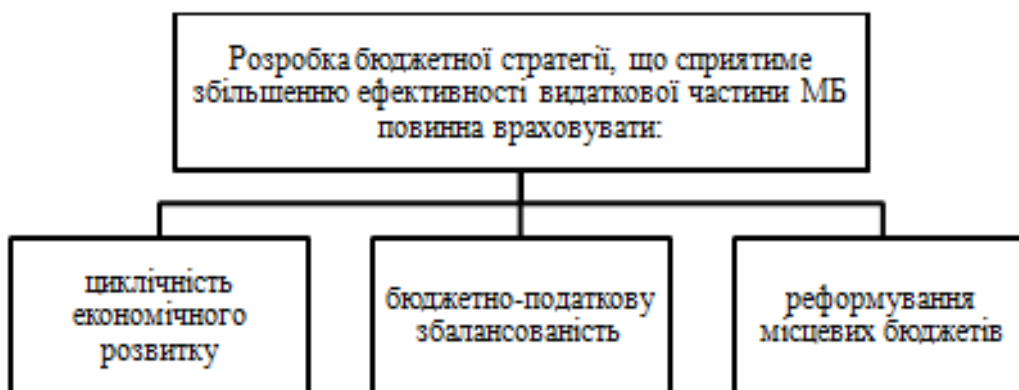 Розробка бюджетної стратегії, що сприятиме
збільшенню ефективності видаткової частини МБ
повинна враховувати:
циклічність
економічного
розвитку
бюджетно-податкову
збалансованість
реформування
місцевих бюджетів